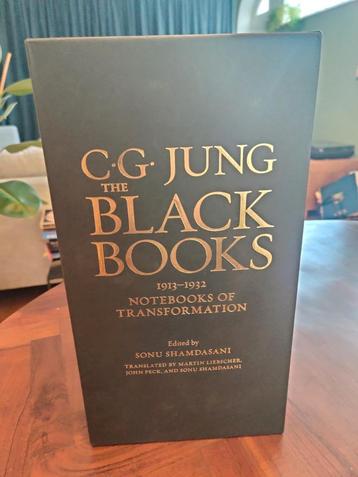 C·G· JUNG
THE
BLACK
BOOKS
1913–1932
NOTEBOOKS OF
TRANSFORMATION
Edited by
SONU SHAMDASANI
TRANSLATED BY MARTIN LIEBSCHER,
JOHN PECK, AND SONU SHAMDASANI